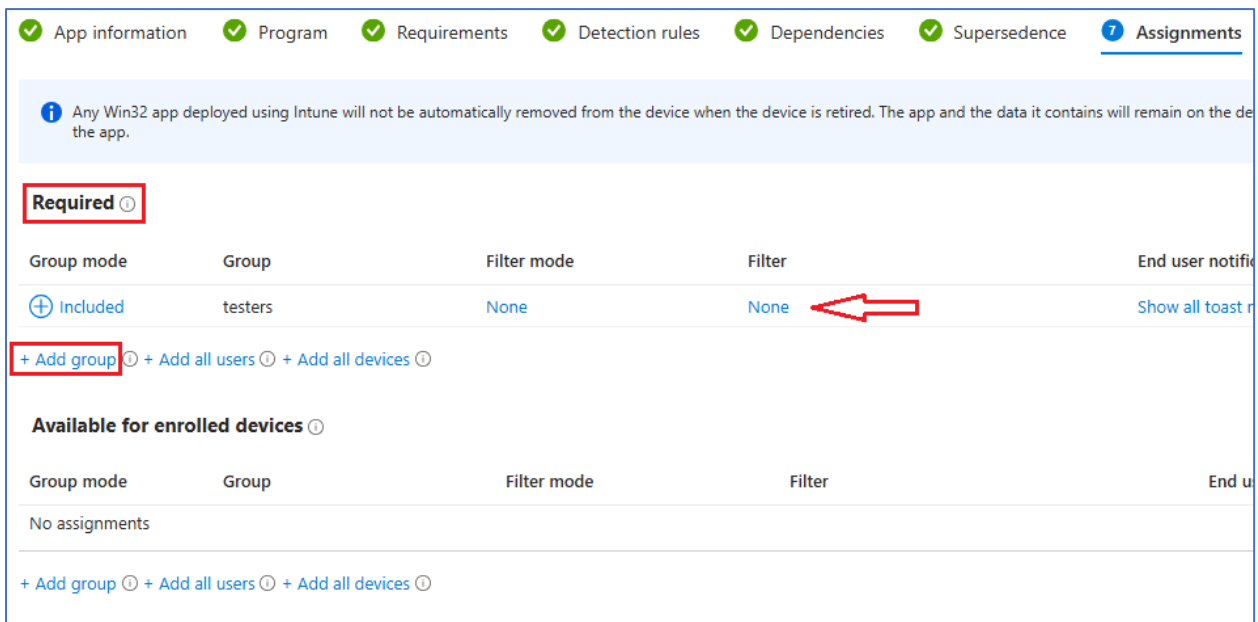 App information Program Requirements Detection rules Dependencies Supersedence 7 Assignments
Any Win32 app deployed using Intune will not be automatically removed from the device when the device is retired. The app and the data it contains will remain on the de
the app.
Required
Group mode Group Filter mode Filter End user notific
Included testers None None Show all toast n
+ Add group + Add all users + Add all devices
Available for enrolled devices
Group mode Group Filter mode Filter End u
No assignments
+ Add group + Add all users + Add all devices